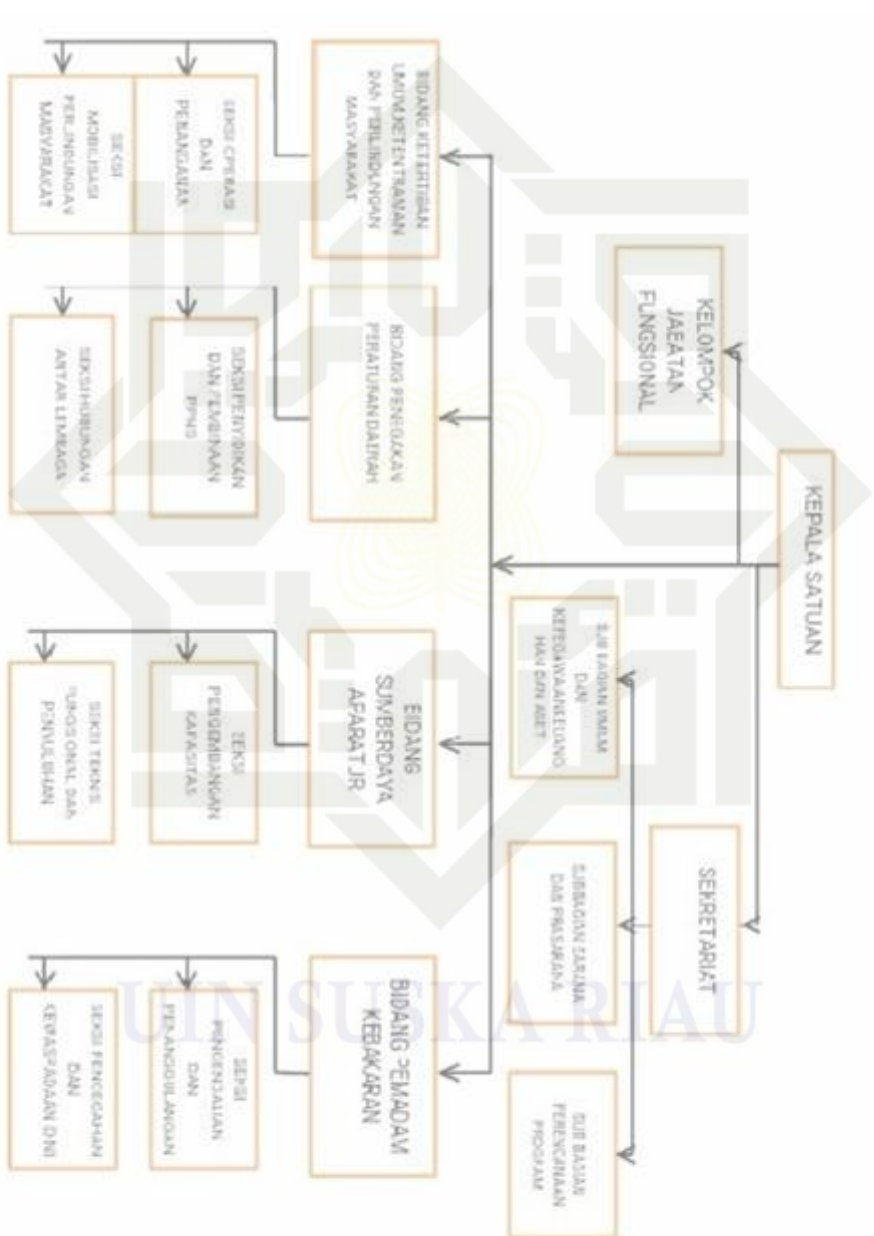 KEPALA SATUAN
KELOMPOK
JABATAN
FUNGSIONAL
SEKRETARIAT
SUB BAGIAN UMUM
DAN
KEPEGAWAIAN KEUANG
HAN DAN ASET
SUBBAGIAN SARANA
DAN PRASARANA
SUB BAGIAN
PERENCANAAN
PROGRAM
BIDANG KETERTIBAN
UMUM, KETENTRAMAN
DAN PERLINDUNGAN
MASYARAKAT
BIDANG PENEGAKAN
PERATURAN DAERAH
BIDANG
SUMBERDAYA
APARATUR
BIDANG PEMADAM
KEBAKARAN
SEKSI OPERASI
DAN
PENANGANAN
SEKSI PENYIDIKAN
DAN PEMBINAAN
PPNS
SEKSI
PENGEMBANGAN
KAPASITAS
SEKSI
PENGENDALIAN
DAN
PENANGGULANGAN
SEKSI
MOBILISASI
PERLINDUNGAN
MASYARAKAT
SEKSI HUBUNGAN
ANTAR LEMBAGA
SEKSI TEKNIS
FUNGSIONAL DAN
PENYULUHAN
SEKSI PENCEGAHAN
DAN
KEWASPADAAN DINI
UIN SUSKA RIAU